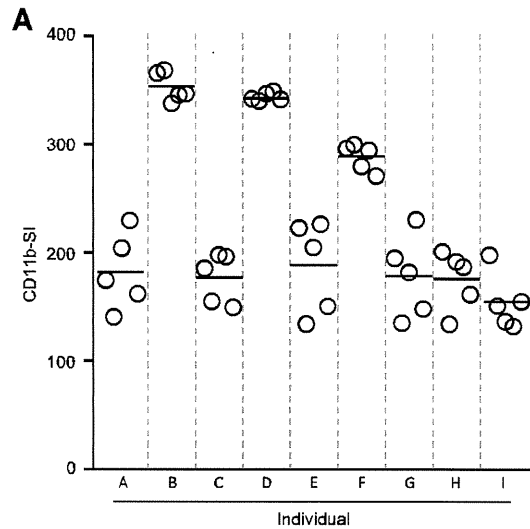 A
400
300
200
100
0
CD11b-SI
A B C D E F G H I
Individual